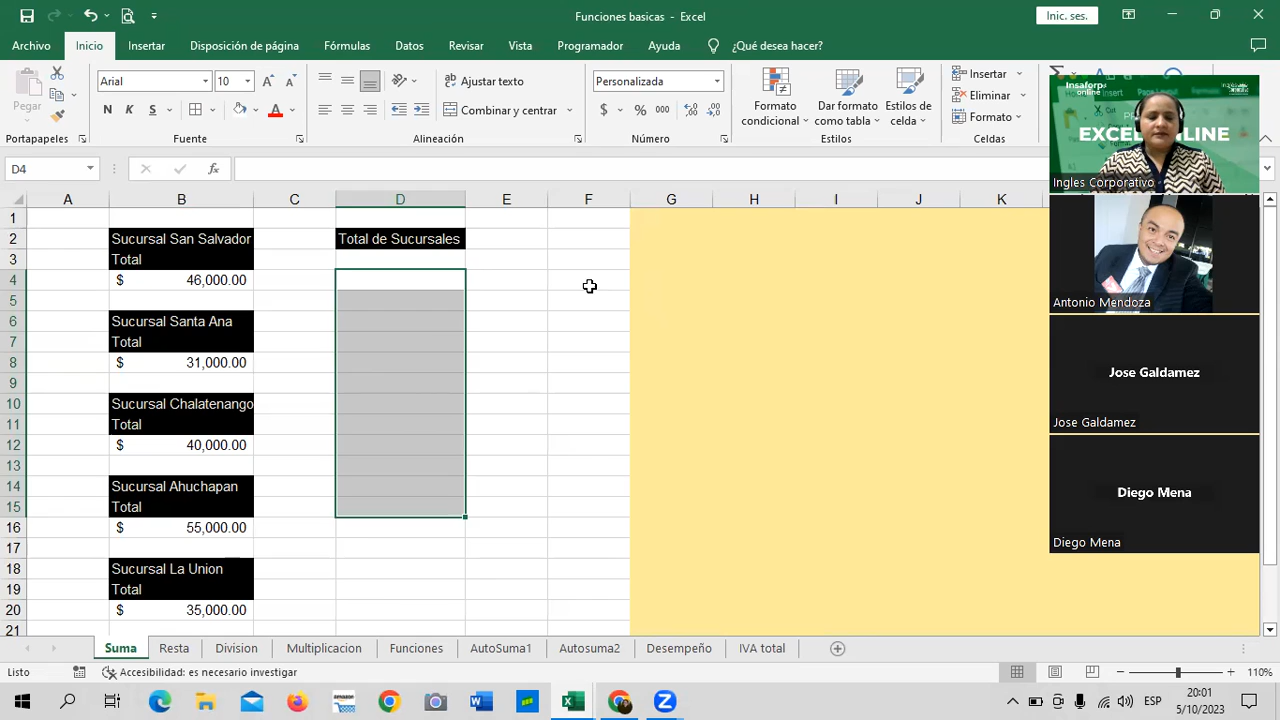 Funciones basicas - Excel
Inic. ses.
Archivo Inicio Insertar Disposición de página Fórmulas Datos Revisar Vista Programador Ayuda ¿Qué desea hacer?
Pegar
Portapapeles
Arial 10
N K S
Fuente
Ajustar texto
Combinar y centrar
Alineación
Personalizada
$ % 000
Número
Formato condicional
Dar formato como tabla
Estilos de celda
Estilos
Insertar
Eliminar
Formato
Celdas
D4
fx
A B C D E F G H I J K
1
2 Sucursal San Salvador Total de Sucursales
3 Total
4 $ 46,000.00
5
6 Sucursal Santa Ana
7 Total
8 $ 31,000.00
9
10 Sucursal Chalatenango
11 Total
12 $ 40,000.00
13
14 Sucursal Ahuchapan
15 Total
16 $ 55,000.00
17
18 Sucursal La Union
19 Total
20 $ 35,000.00
21
Insaforp online
EXCEL ONLINE
Ingles Corporativo
Antonio Mendoza
Jose Galdamez
Jose Galdamez
Diego Mena
Diego Mena
Suma Resta Division Multiplicacion Funciones AutoSuma1 Autosuma2 Desempeño IVA total
Listo Accesibilidad: es necesario investigar 110%
ESP
20:01
5/10/2023